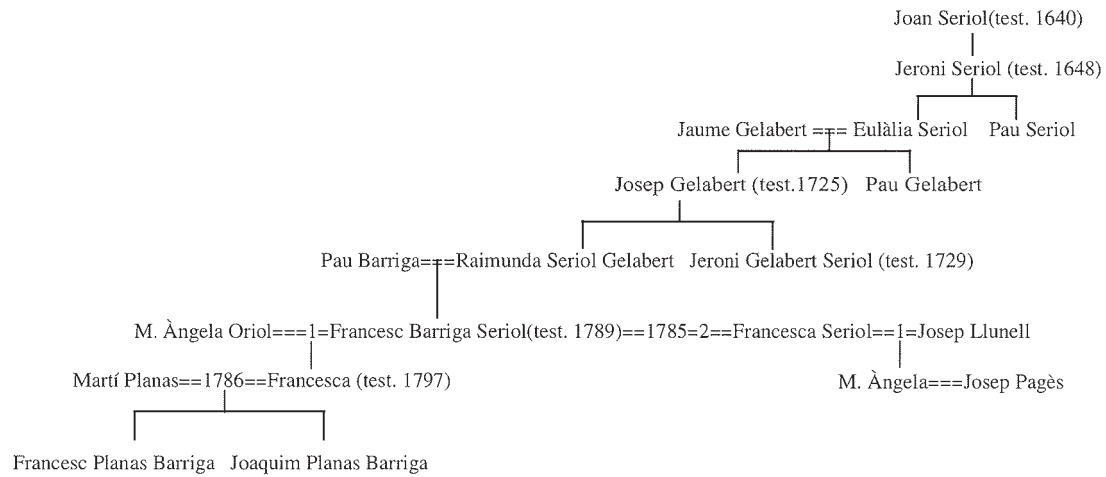 Joan Seriol(test. 1640)
Jeroni Seriol (test. 1648)
Jaume Gelabert === Eulàlia Seriol Pau Seriol
Josep Gelabert (test.1725) Pau Gelabert
Pau Barriga===Raimunda Seriol Gelabert Jeroni Gelabert Seriol (test. 1729)
M. Àngela Oriol===1=Francesc Barriga Seriol(test. 1789)==1785=2==Francesca Seriol==1=Josep Llunell
Martí Planas==1786==Francesca (test. 1797) M. Àngela===Josep Pagès
Francesc Planas Barriga Joaquim Planas Barriga